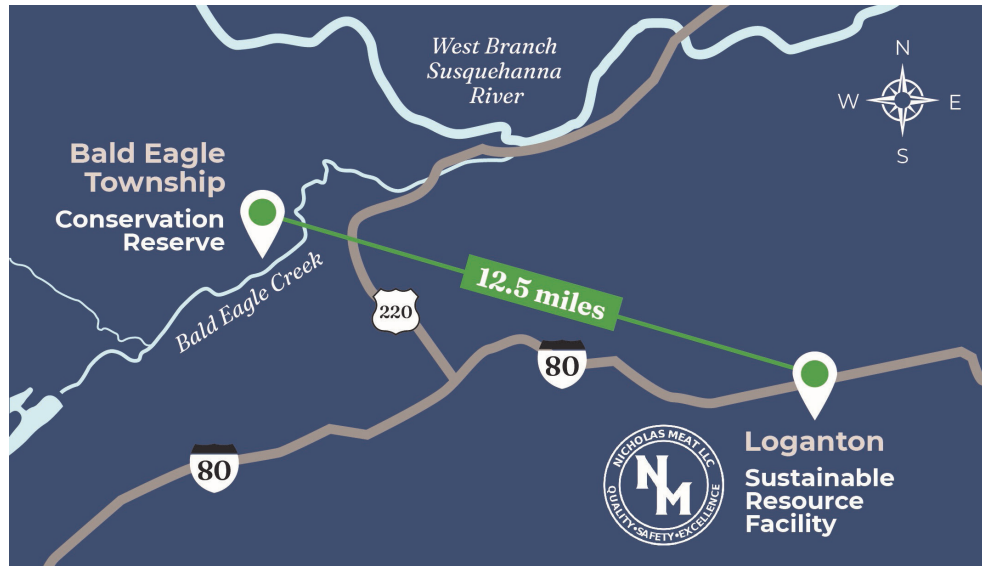 West Branch
Susquehanna
River
N
W
E
S
Bald Eagle
Township
Conservation
Reserve
Bald Eagle Creek
12.5 miles
220
80
80
NICHOLAS MEAT LLC
NM
QUALITY•SAFETY•EXCELLENCE
Loganton
Sustainable
Resource
Facility